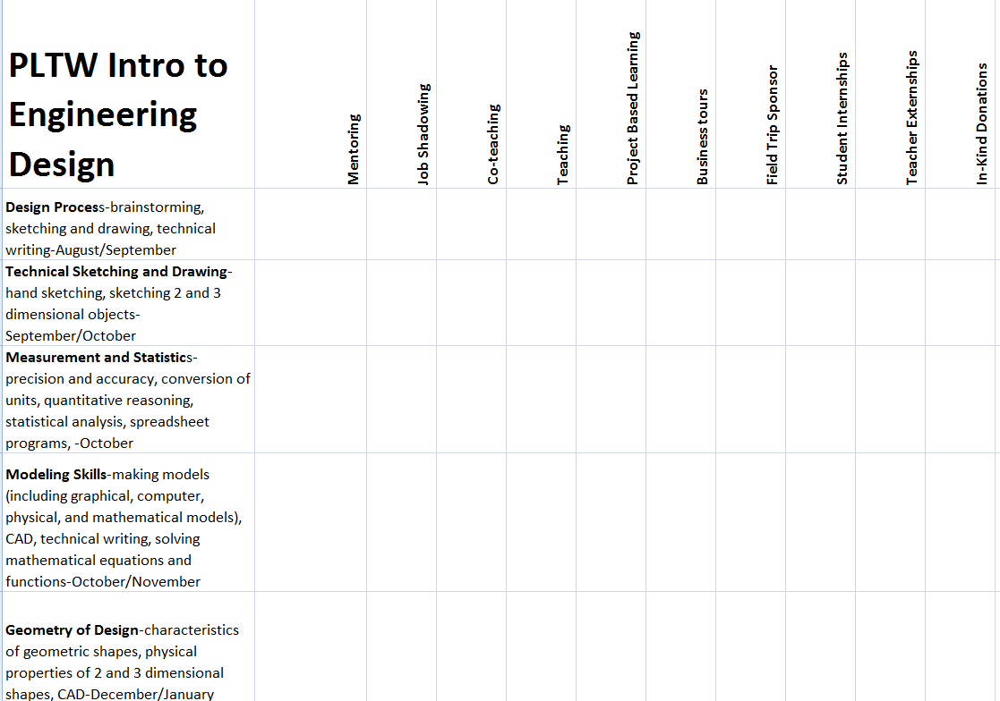 PLTW Intro to
Engineering
Design
Mentoring
Job Shadowing
Co-teaching
Teaching
Project Based Learning
Business tours
Field Trip Sponsor
Student Internships
Teacher Externships
In-Kind Donations
Design Process-brainstorming,
sketching and drawing, technical
writing-August/September
Technical Sketching and Drawing-
hand sketching, sketching 2 and 3
dimensional objects-
September/October
Measurement and Statistics-
precision and accuracy, conversion of
units, quantitative reasoning,
statistical analysis, spreadsheet
programs, -October
Modeling Skills-making models
(including graphical, computer,
physical, and mathematical models),
CAD, technical writing, solving
mathematical equations and
functions-October/November
Geometry of Design-characteristics
of geometric shapes, physical
properties of 2 and 3 dimensional
shapes, CAD-December/January